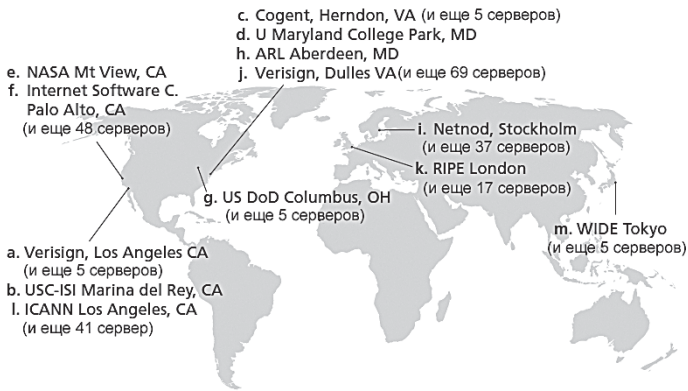 c. Cogent, Herndon, VA (и еще 5 серверов)
d. U Maryland College Park, MD
h. ARL Aberdeen, MD
j. Verisign, Dulles VA(и еще 69 серверов)
e. NASA Mt View, CA
f. Internet Software C.
Palo Alto, CA
(и еще 48 серверов)
i. Netnod, Stockholm
(и еще 37 серверов)
k. RIPE London
(и еще 17 серверов)
g. US DoD Columbus, OH
(и еще 5 серверов)
m. WIDE Tokyo
(и еще 5 серверов)
a. Verisign, Los Angeles CA
(и еще 5 серверов)
b. USC-ISI Marina del Rey, CA
l. ICANN Los Angeles, CA
(и еще 41 сервер)